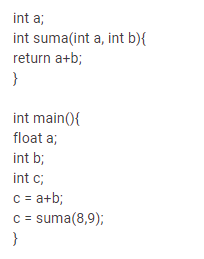 int a;
int suma(int a, int b){
return a+b;
}

int main(){
float a;
int b;
int c;
c = a+b;
c = suma(8,9);
}